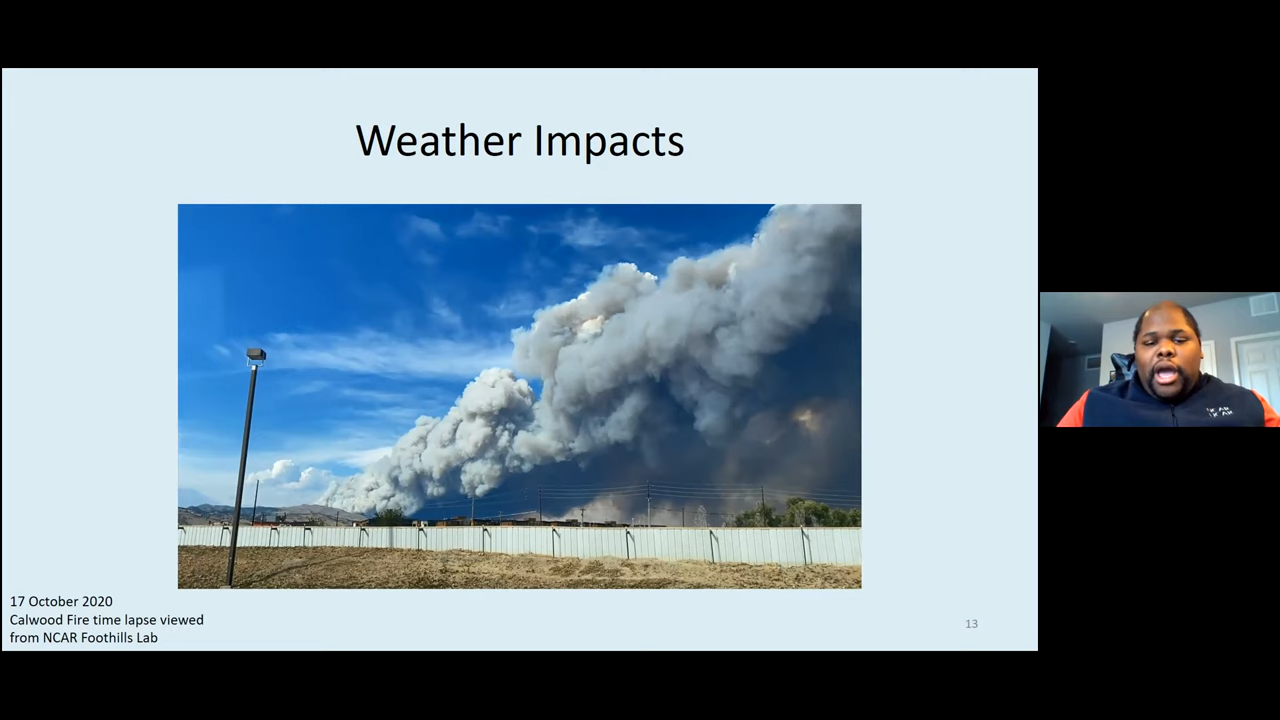 Weather Impacts
17 October 2020
Calwood Fire time lapse viewed
from NCAR Foothills Lab
13